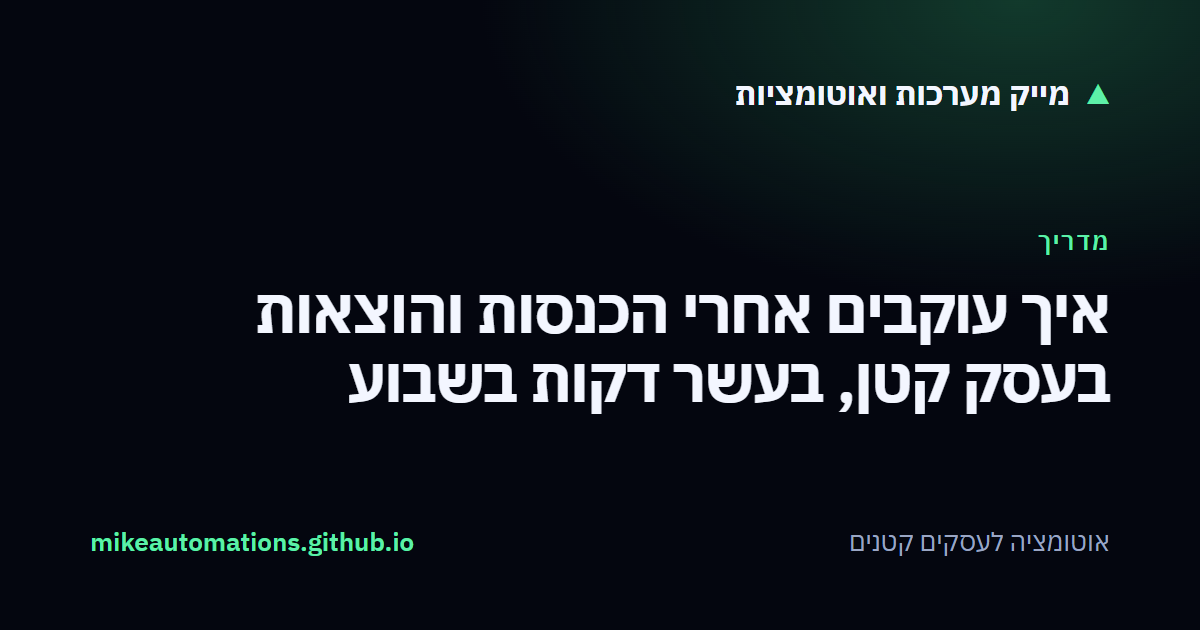 מייק מערכות ואוטומציות
מדריך
איך עוקבים אחרי הכנסות והוצאות
בעסק קטן, בעשר דקות בשבוע
אוטומציה לעסקים קטנים
mikeautomations.github.io